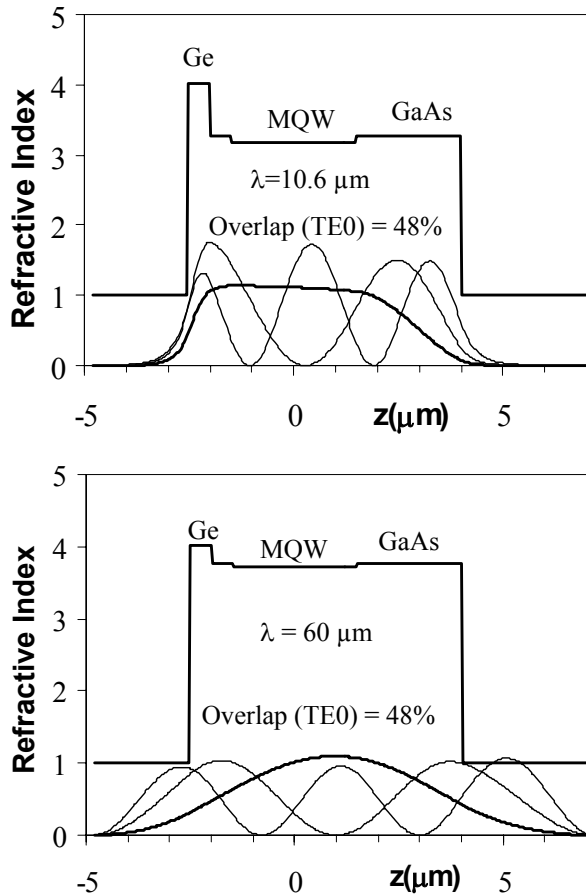 5
Ge
4
MQW
GaAs
3
λ=10.6 µm
2
Overlap (TE0) = 48%
1
0
Refractive Index
-5
0
z(µm)
5
5
Ge
4
MQW
GaAs
3
λ = 60 µm
2
Overlap (TE0) = 48%
1
0
Refractive Index
-5
0
z(µm)
5